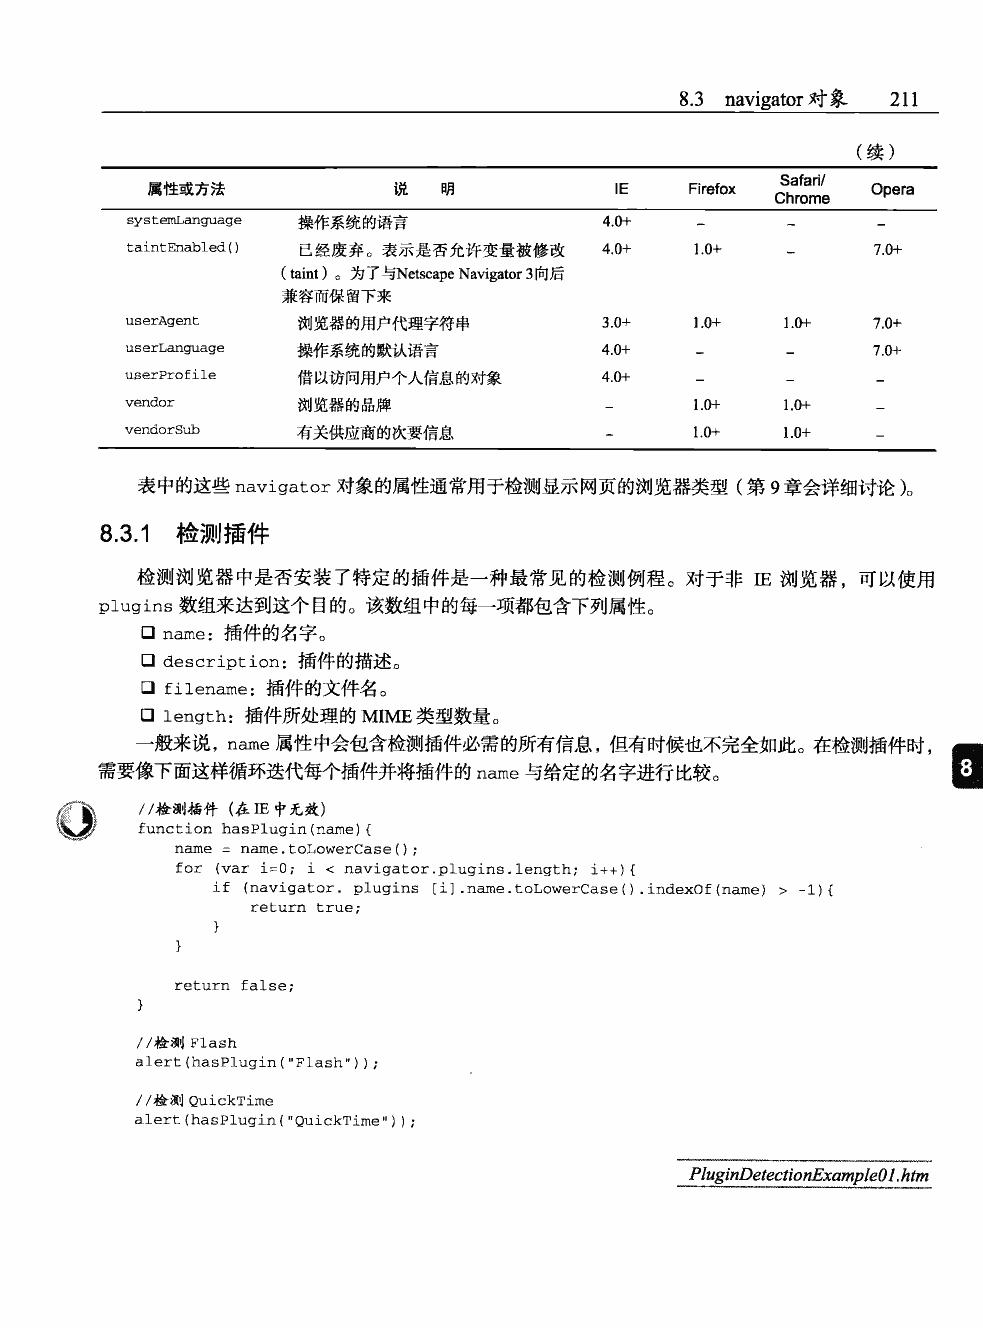 8.3 navigator 对象 211
（续）
属性或方法 说 明 IE Firefox Safari/Chrome Opera
systemLanguage 操作系统的语言 4.0+ – – –
taintEnabled() 已经废弃。表示是否允许变量被修改 4.0+ 1.0+ – 7.0+
（taint）。为了与Netscape Navigator 3向后
兼容而保留下来
userAgent 浏览器的用户代理字符串 3.0+ 1.0+ 1.0+ 7.0+
userLanguage 操作系统的默认语言 4.0+ – – 7.0+
userProfile 借以访问用户个人信息的对象 4.0+ – – –
vendor 浏览器的品牌 – 1.0+ 1.0+ –
vendorSub 有关供应商的次要信息 – 1.0+ 1.0+ –
表中的这些 navigator 对象的属性通常用于检测显示网页的浏览器类型（第 9 章会详细讨论）。
8.3.1 检测插件
检测浏览器中是否安装了特定的插件是一种最常见的检测例程。对于非 IE 浏览器，可以使用
plugins 数组来达到这个目的。该数组中的每一项都包含下列属性。
❑ name：插件的名字。
❑ description：插件的描述。
❑ filename：插件的文件名。
❑ length：插件所处理的 MIME 类型数量。
一般来说，name 属性中会包含检测插件必需的所有信息，但有时候也不完全如此。在检测插件时，
需要像下面这样循环迭代每个插件并将插件的 name 与给定的名字进行比较。
8
//检测插件（在 IE 中无效）
function hasPlugin(name){
name = name.toLowerCase();
for (var i=0; i < navigator.plugins.length; i++){
if (navigator. plugins [i].name.toLowerCase().indexOf(name) > -1){
return true;
}
}
return false;
}
//检测 Flash
alert(hasPlugin("Flash"));
//检测 QuickTime
alert(hasPlugin("QuickTime"));
PluginDetectionExample01.htm